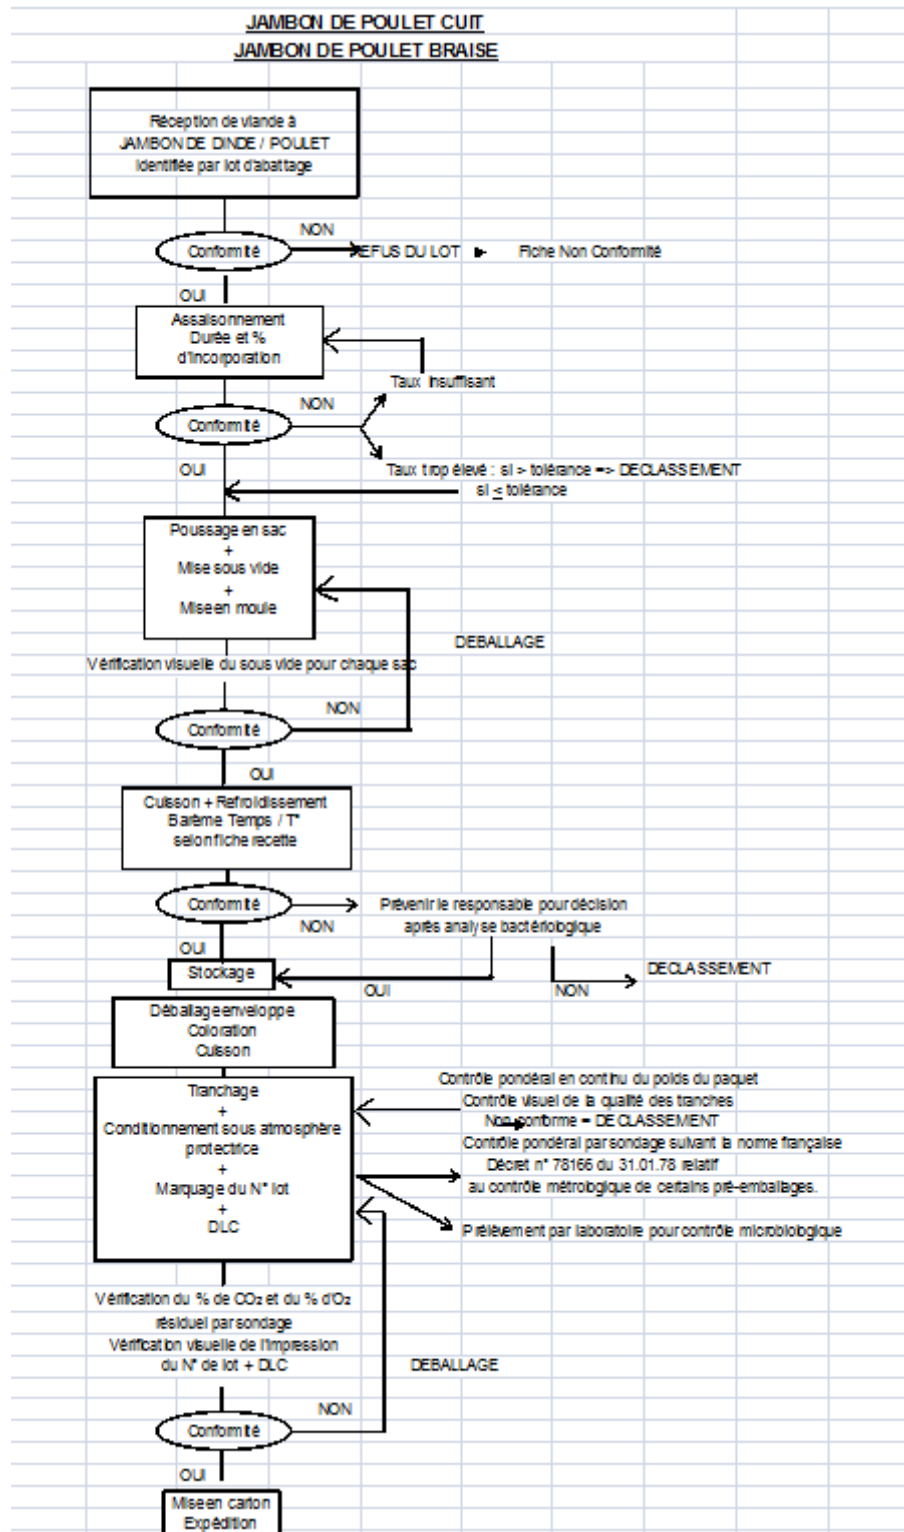 JAMBON DE POULET CUIT
JAMBON DE POULET BRAISE
Réception de viande à
JAMBON DE DINDE / POULET
identifiée par lot d'abattage
NON
Conformité
REFUS DU LOT
Fiche Non Conformité
OUI
Assaisonnement
Durée et %
d'incorporation
Taux insuffisant
NON
Conformité
OUI
Taux trop élevé : si > tolérance => DECLASSEMENT
si ≤ tolérance
Poussage en sac
+
Mise sous vide
+
Mise en moule
DEBALLAGE
Vérification visuelle du sous vide pour chaque sac
NON
Conformité
OUI
Cuisson + Refroidissement
Barème Temps / T°
selon fiche recette
Conformité
Prévenir le responsable pour décision
NON
après analyse bactériologique
OUI
Stockage
DECLASSEMENT
OUI
NON
Déballage enveloppe
Coloration
Cuisson
Tranchage
+
Conditionnement sous atmosphère
protectrice
+
Marquage du N° lot
+
DLC
Contrôle pondéral en continu du poids du paquet
Contrôle visuel de la qualité des tranches
Non conforme = DECLASSEMENT
Contrôle pondéral par sondage suivant la norme française
Décret n° 78166 du 31.01.78 relatif
au contrôle métrologique de certains pré-emballages.
Prélèvement par laboratoire pour contrôle microbiologique
Vérification du % de CO₂ et du % d'O₂
résiduel par sondage
Vérification visuelle de l'impression
du N° de lot + DLC
DEBALLAGE
NON
Conformité
OUI
Mise en carton
Expédition